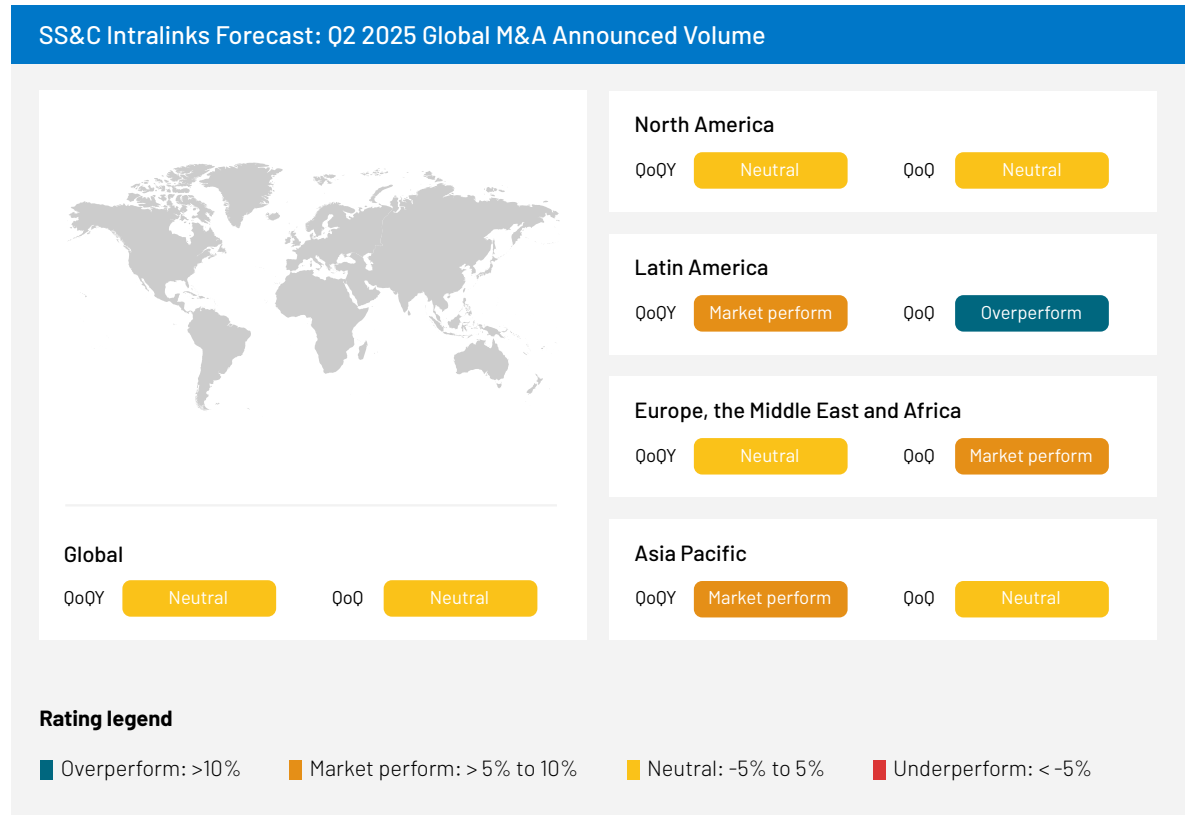 SS&C Intralinks Forecast: Q2 2025 Global M&A Announced Volume
Global
QoQY Neutral QoQ Neutral
North America
QoQY Neutral QoQ Neutral
Latin America
QoQY Market perform QoQ Overperform
Europe, the Middle East and Africa
QoQY Neutral QoQ Market perform
Asia Pacific
QoQY Market perform QoQ Neutral
Rating legend
Overperform: >10% Market perform: > 5% to 10% Neutral: -5% to 5% Underperform: < -5%